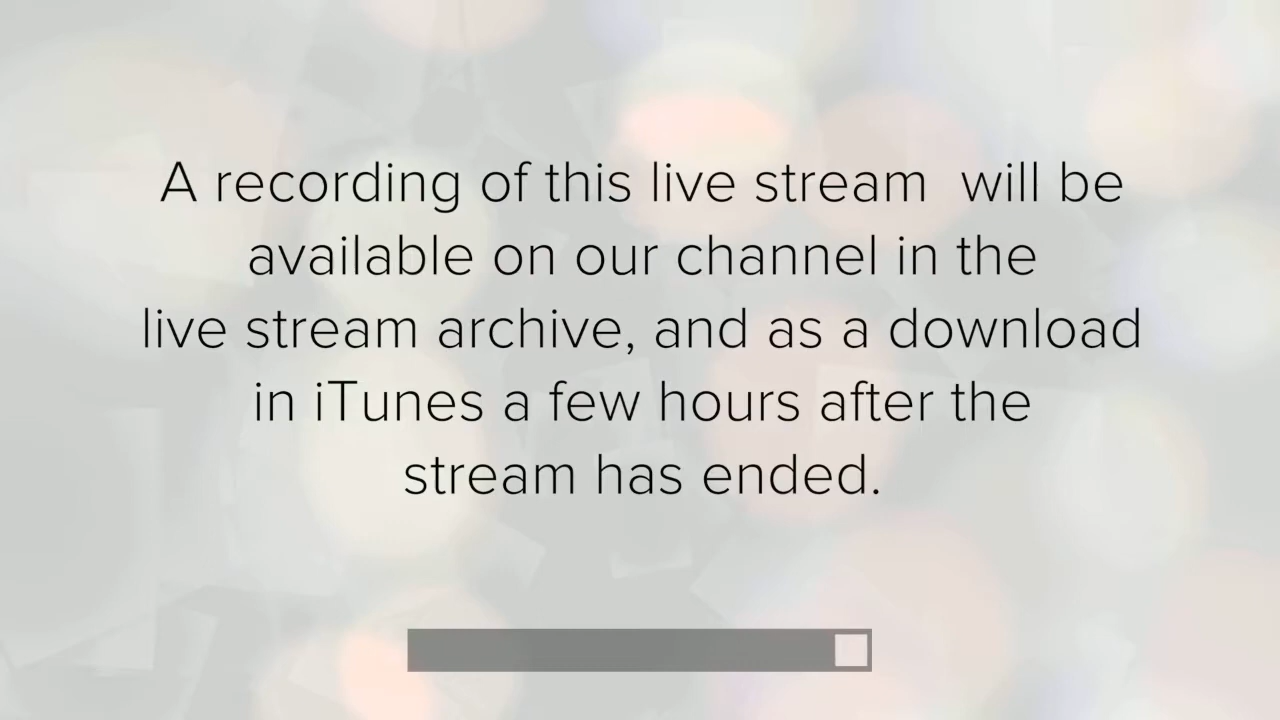 A recording of this live stream  will be
available on our channel in the
live stream archive, and as a download
in iTunes a few hours after the
stream has ended.